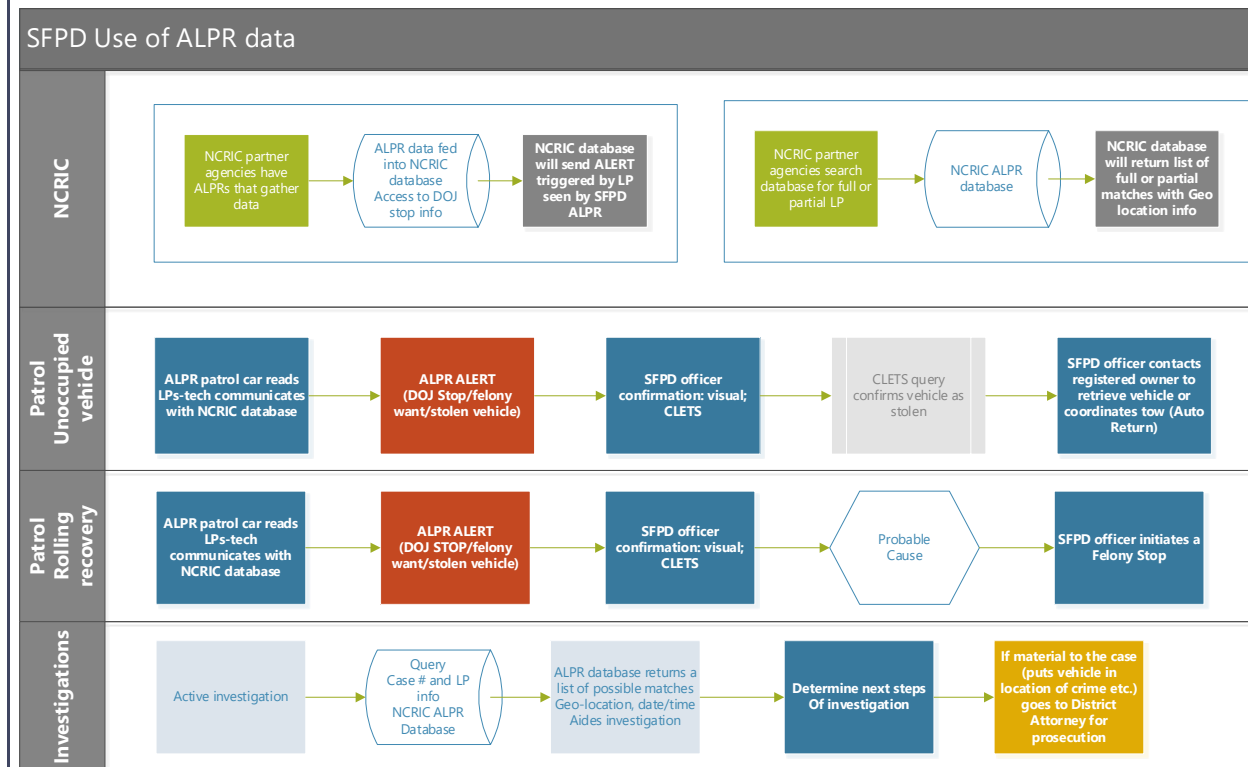 SFPD Use of ALPR data
NCRIC
NCRIC partner
agencies have
ALPRs that gather
data
ALPR data fed
into NCRIC
database
Access to DOJ
stop info
NCRIC database
will send ALERT
triggered by LP
seen by SFPD
ALPR
NCRIC partner
agencies search
database for full or
partial LP
NCRIC ALPR
database
NCRIC database
will return list of
full or partial
matches with Geo
location info
Patrol
Unoccupied
vehicle
ALPR patrol car reads
LPs-tech communicates
with NCRIC database
ALPR ALERT
(DOJ Stop/felony
want/stolen vehicle)
SFPD officer
confirmation: visual;
CLETS
CLETS query
confirms vehicle as
stolen
SFPD officer contacts
registered owner to
retrieve vehicle or
coordinates tow (Auto
Return)
Patrol
Rolling
recovery
ALPR patrol car reads
LPs-tech
communicates with
NCRIC database
ALPR ALERT
(DOJ STOP/felony
want/stolen vehicle)
SFPD officer
confirmation: visual;
CLETS
Probable
Cause
SFPD officer initiates a
Felony Stop
Investigations
Active investigation
Query
Case # and LP
info
NCRIC ALPR
Database
ALPR database returns a
list of possible matches
Geo-location, date/time
Aides investigation
Determine next steps
Of investigation
If material to the case
(puts vehicle in
location of crime etc.)
goes to District
Attorney for
prosecution